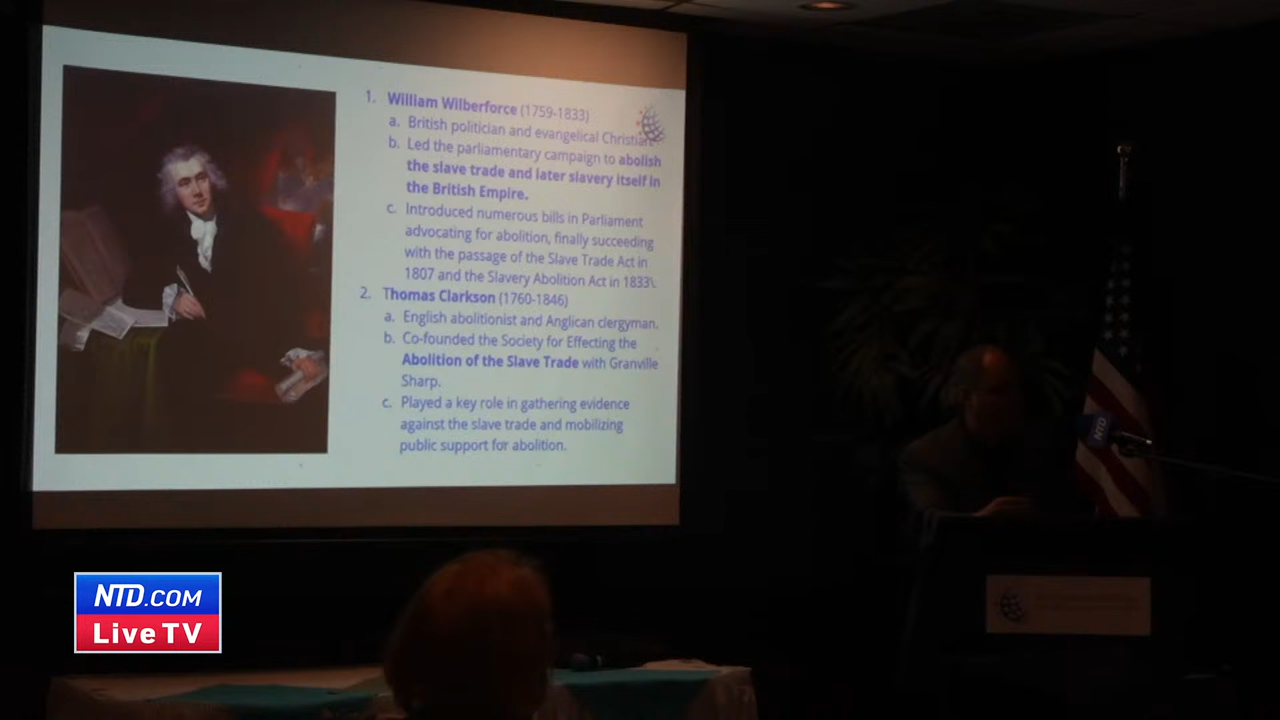 1. William Wilberforce (1759-1833)
a. British politician and evangelical Christian.
b. Led the parliamentary campaign to abolish
the slave trade and later slavery itself in
the British Empire.
c. Introduced numerous bills in Parliament
advocating for abolition, finally succeeding
with the passage of the Slave Trade Act in
1807 and the Slavery Abolition Act in 1833\.
2. Thomas Clarkson (1760-1846)
a. English abolitionist and Anglican clergyman.
b. Co-founded the Society for Effecting the
Abolition of the Slave Trade with Granville
Sharp.
c. Played a key role in gathering evidence
against the slave trade and mobilizing
public support for abolition.
NTD
NTD.COM
Live TV